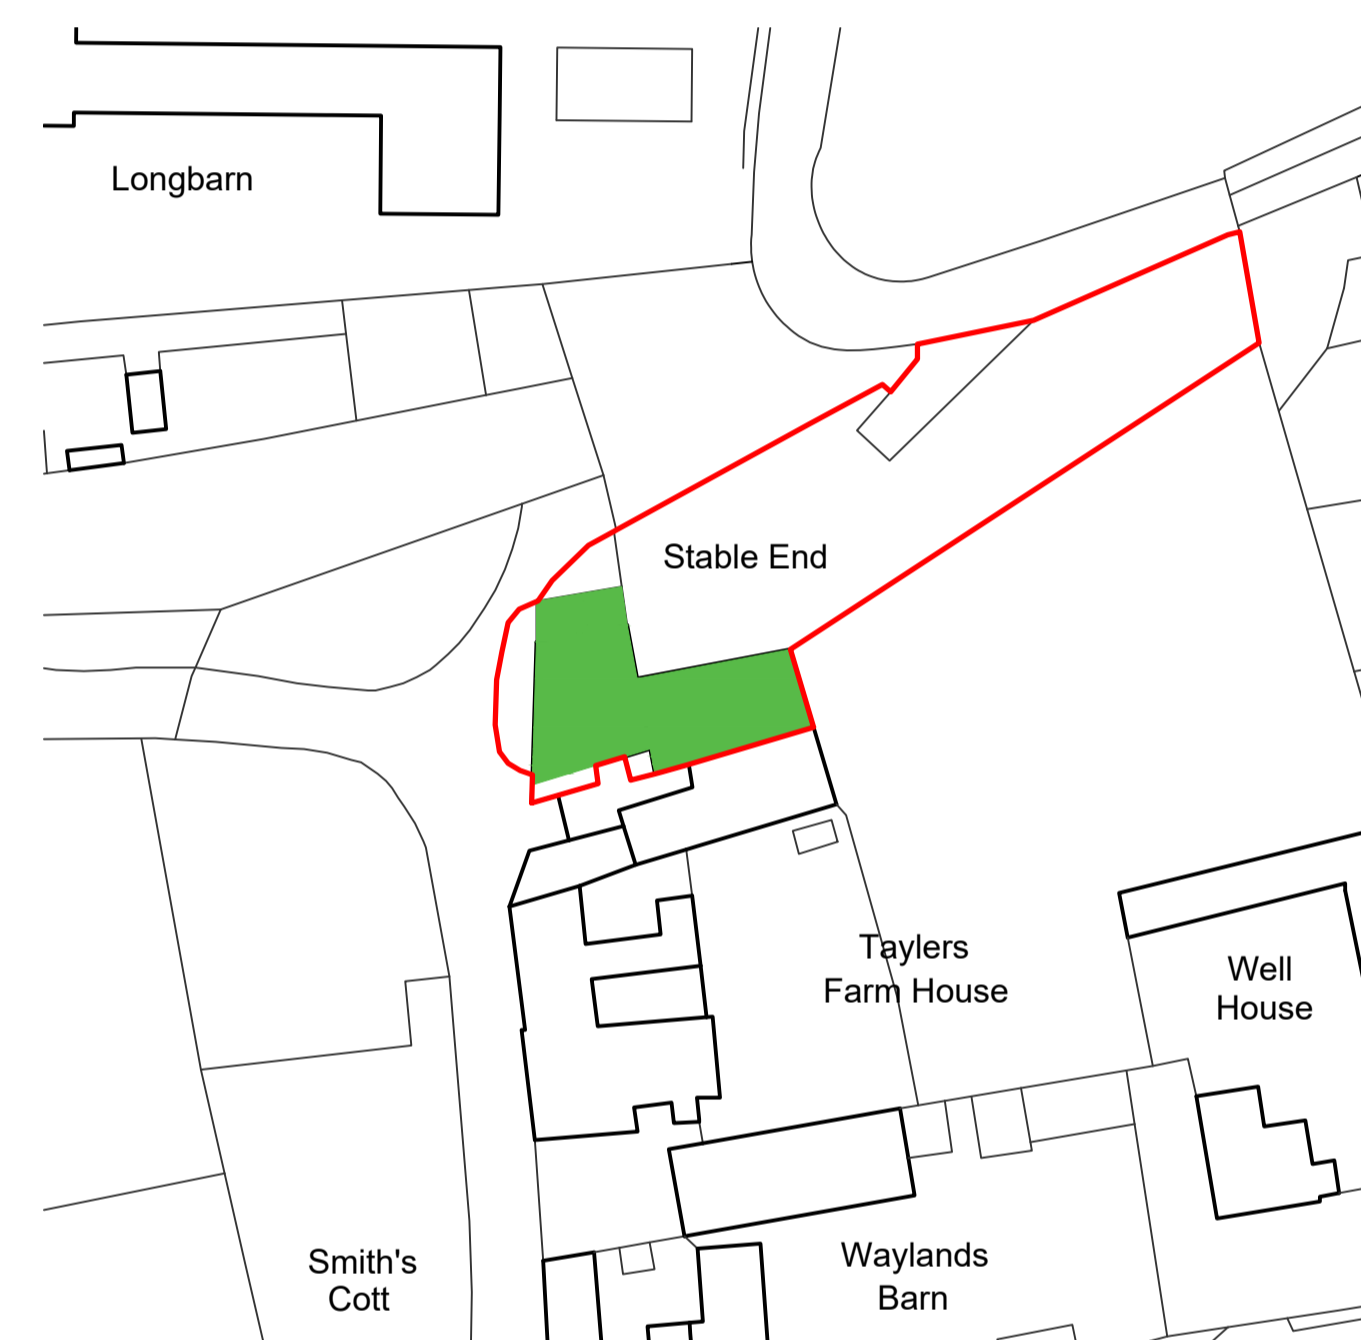 Longbarn
Stable End
Taylers
Farm House
Well
House
Smith's
Cott
Waylands
Barn